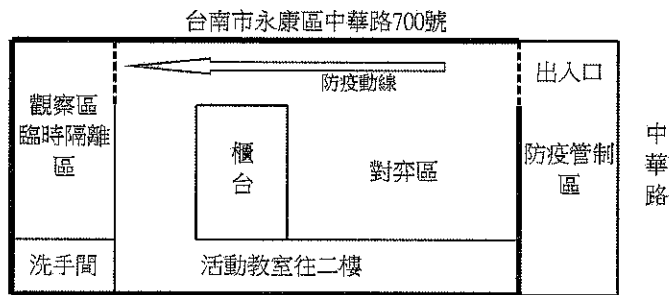 台南市永康區中華路700號
防疫動線
出入口
觀察區
臨時隔離
區
櫃
台
對弈區
防疫管制
區
中
華
路
洗手間
活動教室往二樓